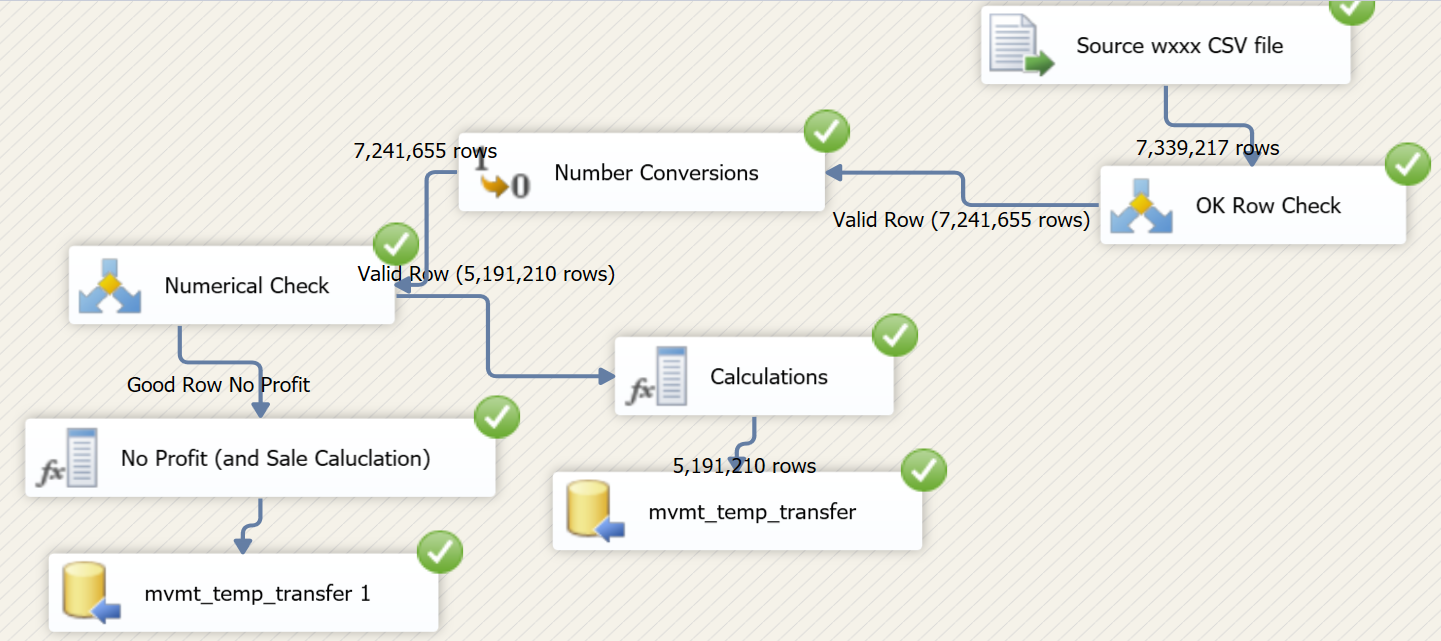 Source wxxx CSV file
7,339,217 rows
OK Row Check
Valid Row (7,241,655 rows)
Number Conversions
7,241,655 rows
Numerical Check
Valid Row (5,191,210 rows)
Calculations
5,191,210 rows
mvmt_temp_transfer
Good Row No Profit
No Profit (and Sale Caluclation)
mvmt_temp_transfer 1